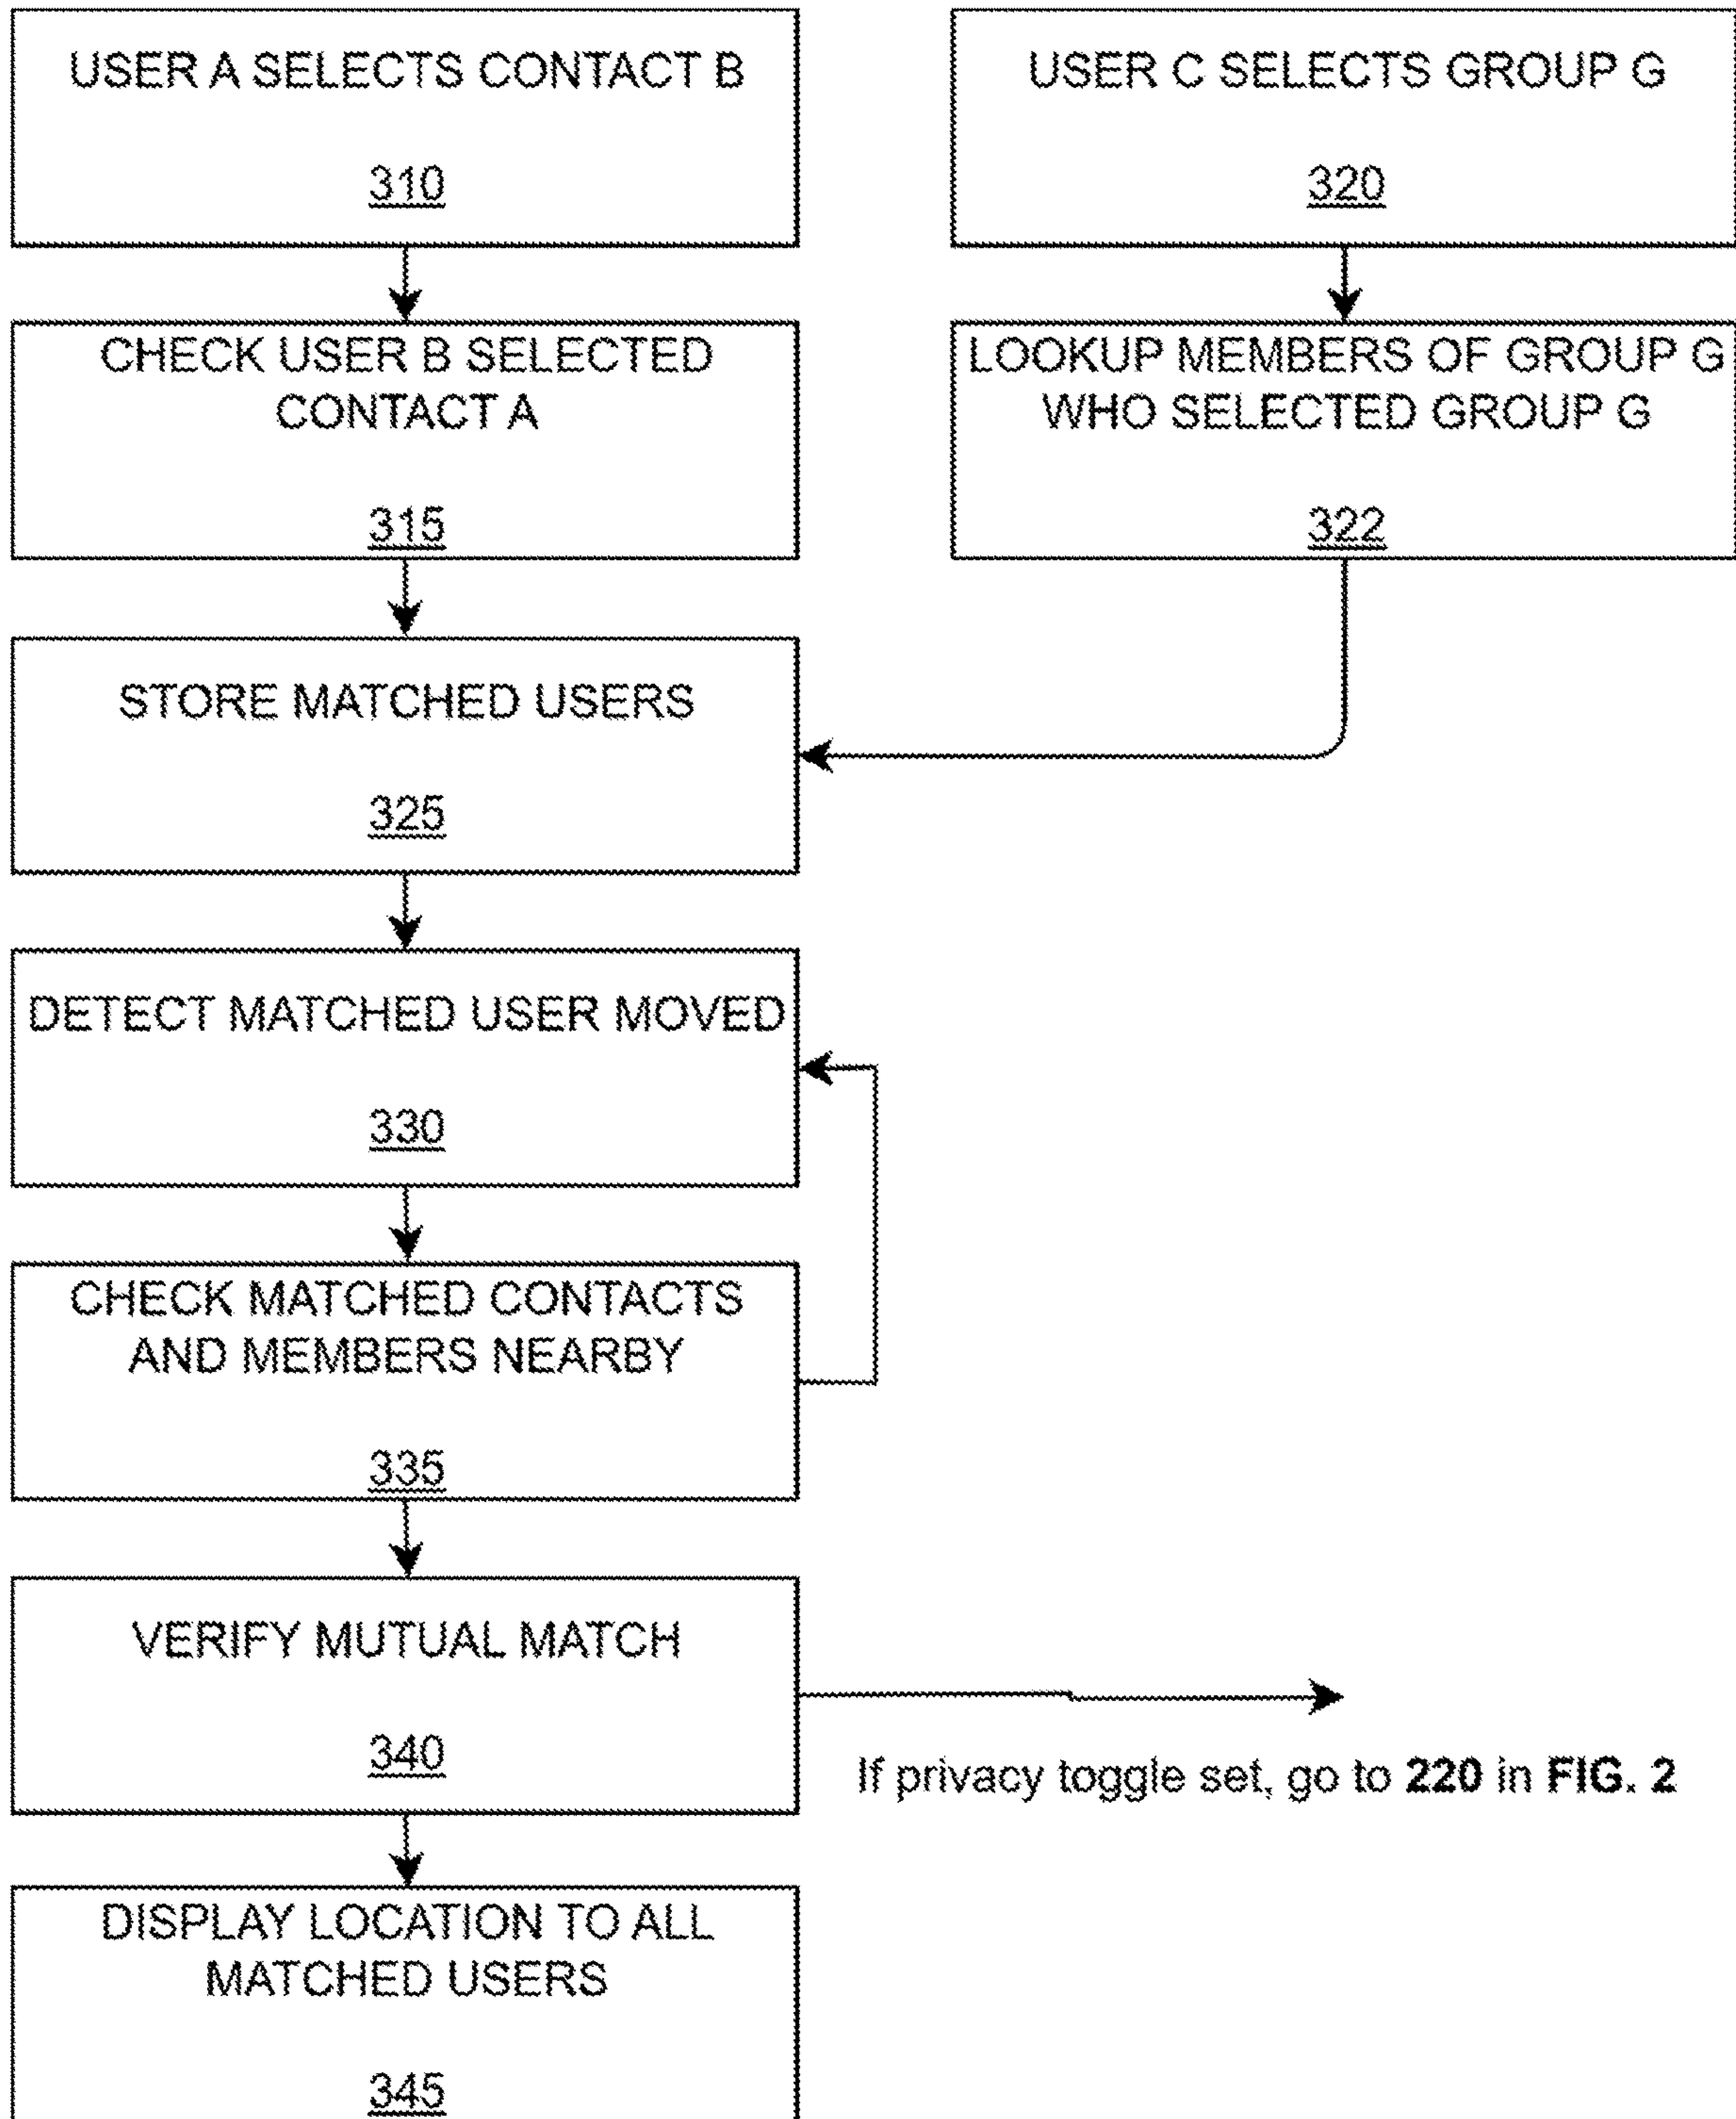 USER A SELECTS CONTACT B
310
USER C SELECTS GROUP G
320
CHECK USER B SELECTED
CONTACT A
315
LOOKUP MEMBERS OF GROUP G
WHO SELECTED GROUP G
322
STORE MATCHED USERS
325
DETECT MATCHED USER MOVED
330
CHECK MATCHED CONTACTS
AND MEMBERS NEARBY
335
VERIFY MUTUAL MATCH
340
If privacy toggle set, go to 220 in FIG. 2
DISPLAY LOCATION TO ALL
MATCHED USERS
345